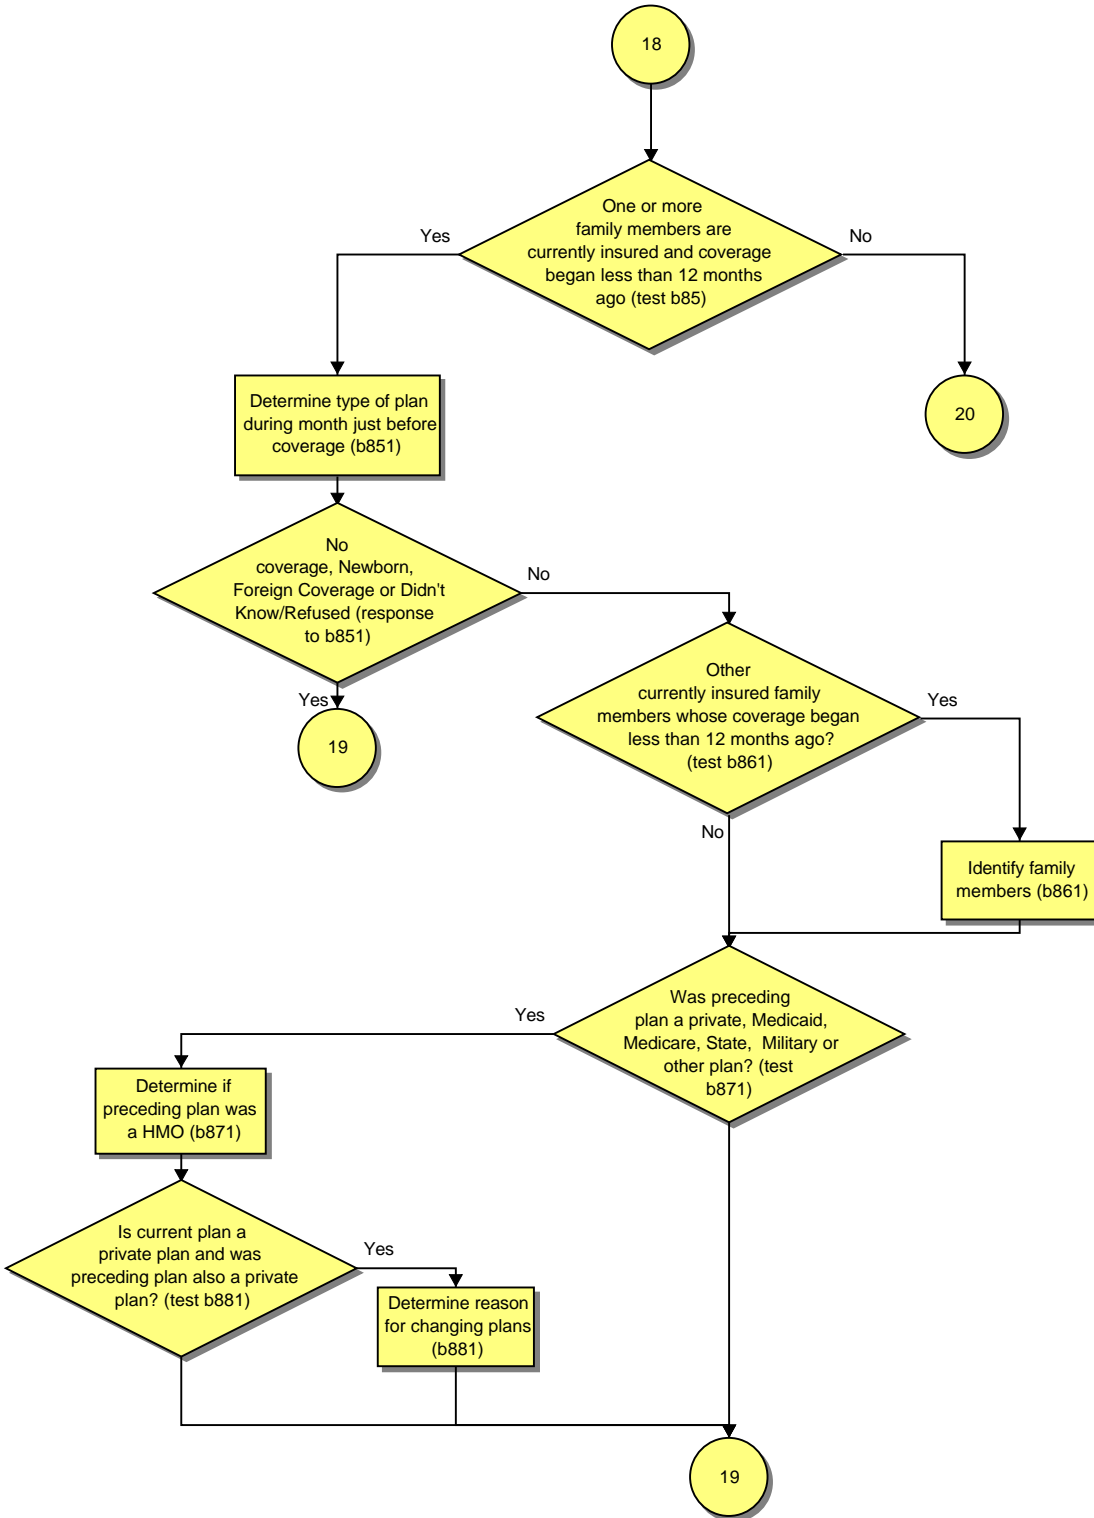 18
One or more
family members are
currently insured and coverage
began less than 12 months
ago (test b85)
Yes
No
Determine type of plan
during month just before
coverage (b851)
20
No
coverage, Newborn,
Foreign Coverage or Didn't
Know/Refused (response
to b851)
No
Yes
19
Other
currently insured family
members whose coverage began
less than 12 months ago?
(test b861)
Yes
No
Identify family
members (b861)
Was preceding
plan a private, Medicaid,
Medicare, State, Military or
other plan? (test
b871)
Yes
Determine if
preceding plan was
a HMO (b871)
Is current plan a
private plan and was
preceding plan also a private
plan? (test b881)
Yes
Determine reason
for changing plans
(b881)
19